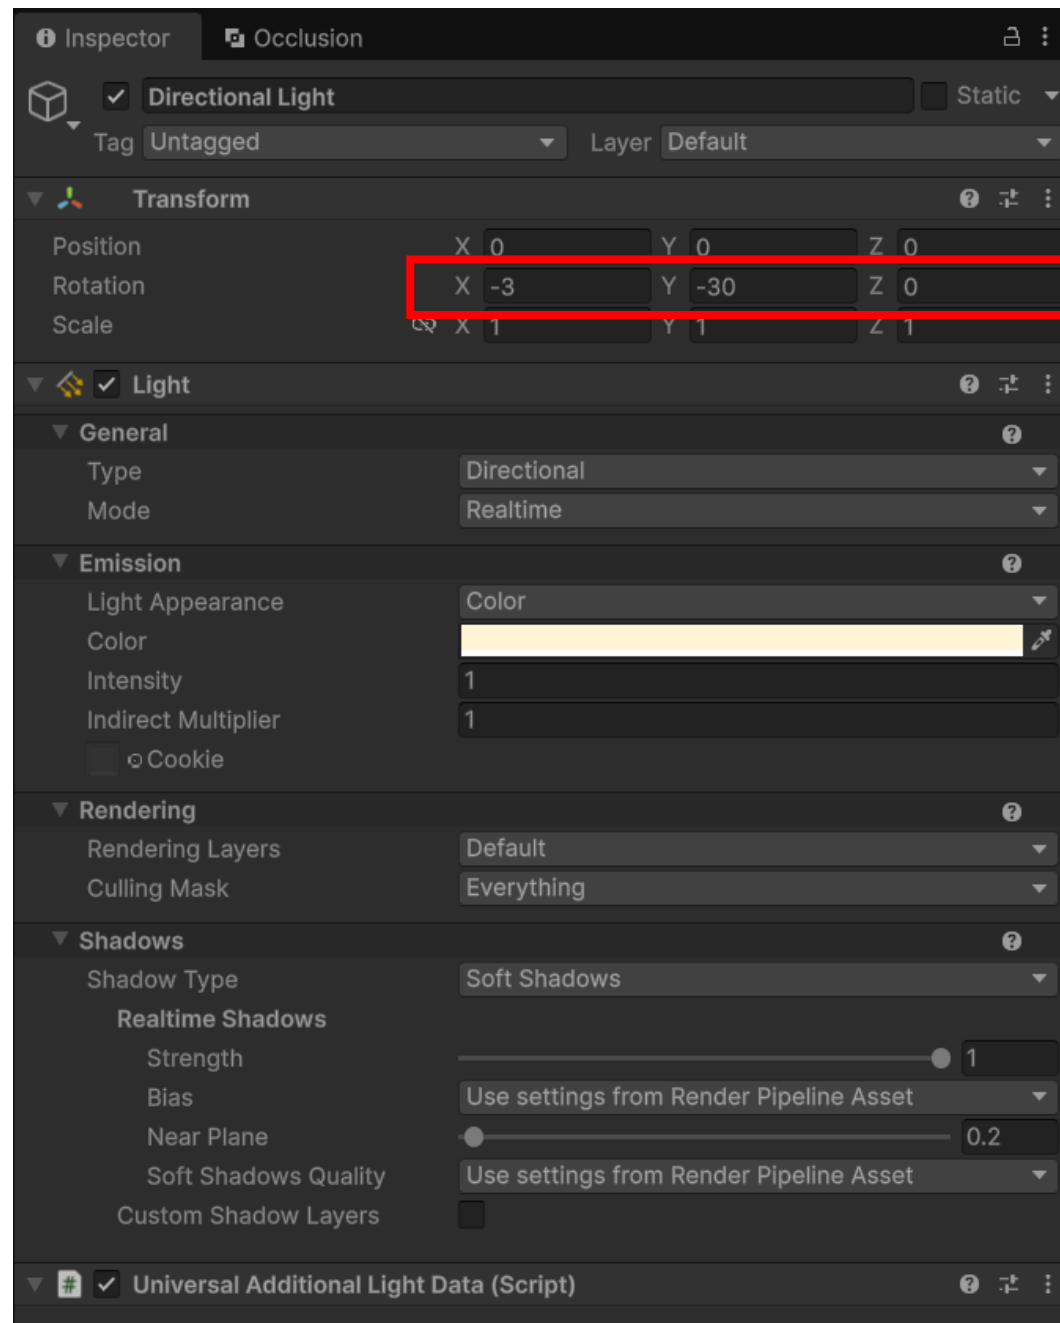 Inspector Occlusion
Directional Light Static
Tag Untagged Layer Default
Transform
Position X 0 Y 0 Z 0
Rotation X -3 Y -30 Z 0
Scale X 1 Y 1 Z 1
Light
General
Type Directional
Mode Realtime
Emission
Light Appearance Color
Color
Intensity 1
Indirect Multiplier 1
Cookie
Rendering
Rendering Layers Default
Culling Mask Everything
Shadows
Shadow Type Soft Shadows
Realtime Shadows
Strength 1
Bias Use settings from Render Pipeline Asset
Near Plane 0.2
Soft Shadows Quality Use settings from Render Pipeline Asset
Custom Shadow Layers
# Universal Additional Light Data (Script)